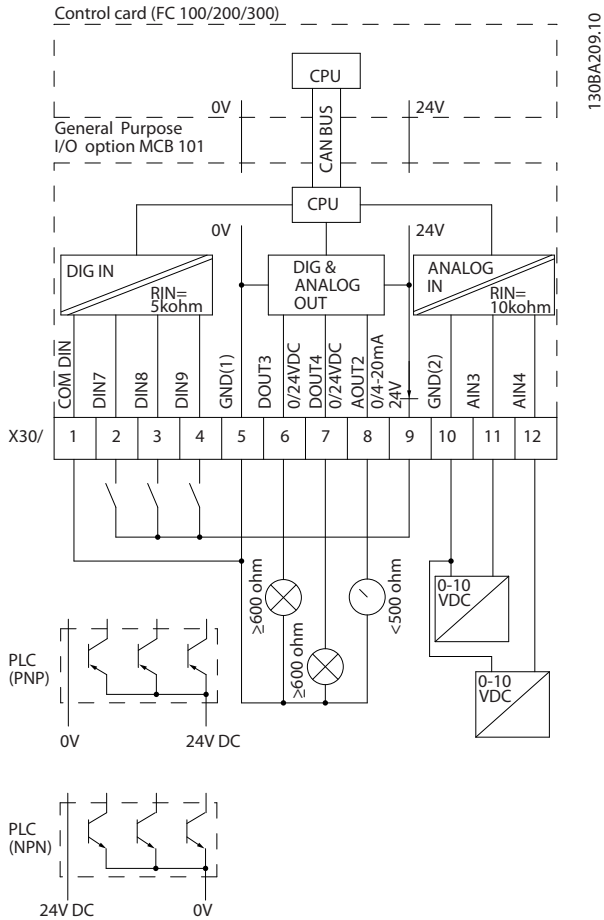 Control card (FC 100/200/300)
130BA209.10
CPU
0V
24V
General Purpose
I/O option MCB 101
CAN BUS
CPU
0V
24V
DIG IN
RIN=
5kohm
DIG &
ANALOG
OUT
ANALOG
IN
RIN=
10kohm
COM DIN
DIN7
DIN8
DIN9
GND(1)
DOUT3
0/24VDC
DOUT4
0/24VDC
AOUT2
0/4-20mA
24V
GND(2)
AIN3
AIN4
X30/ 1 2 3 4 5 6 7 8 9 10 11 12
≥600 ohm
≥600 ohm
<500 ohm
0-10
VDC
0-10
VDC
PLC
(PNP)
0V
24V DC
PLC
(NPN)
24V DC
0V